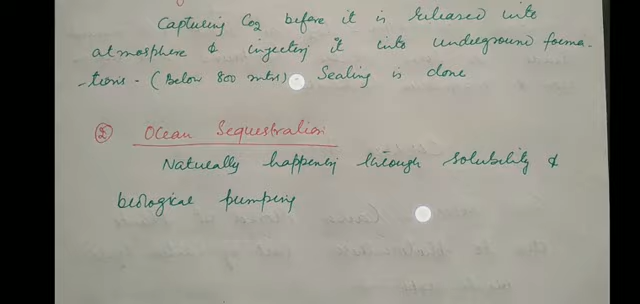 Capturing CO2 before it is released into
atmosphere & injecting it into underground forma-
-tions - (Below 800 mtrs). Sealing is done
② Ocean Sequestration
Naturally happening through solubility &
biological pumping